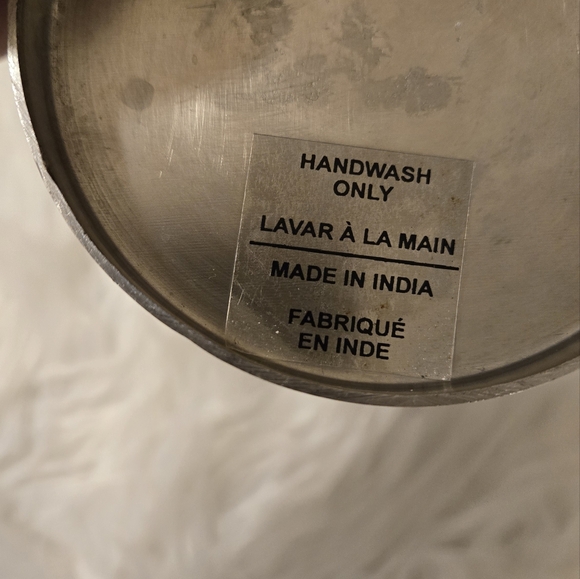 HANDWASH
ONLY
LAVAR À LA MAIN
MADE IN INDIA
FABRIQUÉ
EN INDE